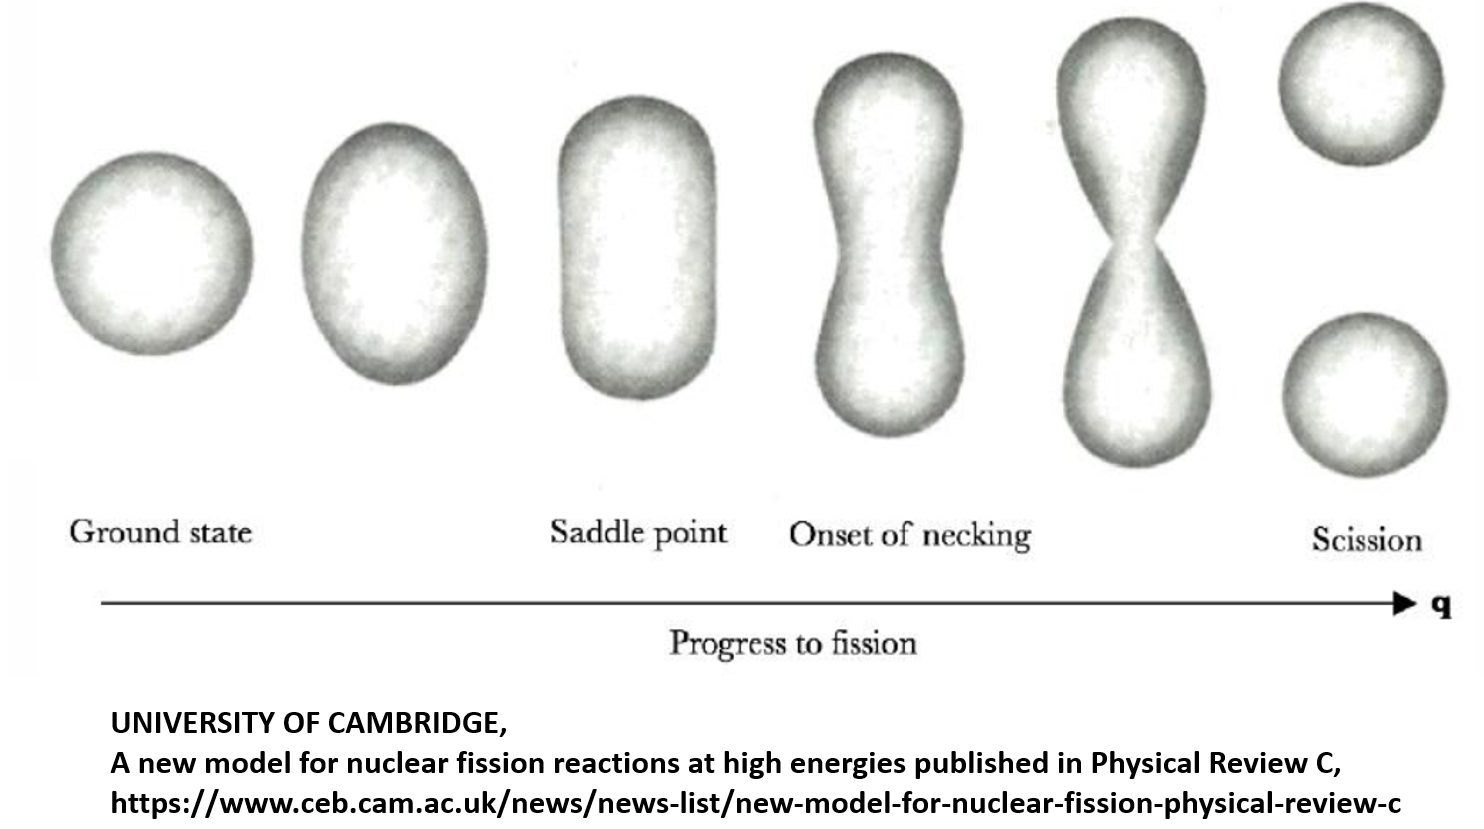 Ground state
Saddle point
Onset of necking
Scission
q
Progress to fission
UNIVERSITY OF CAMBRIDGE,
A new model for nuclear fission reactions at high energies published in Physical Review C,
https://www.ceb.cam.ac.uk/news/news-list/new-model-for-nuclear-fission-physical-review-c